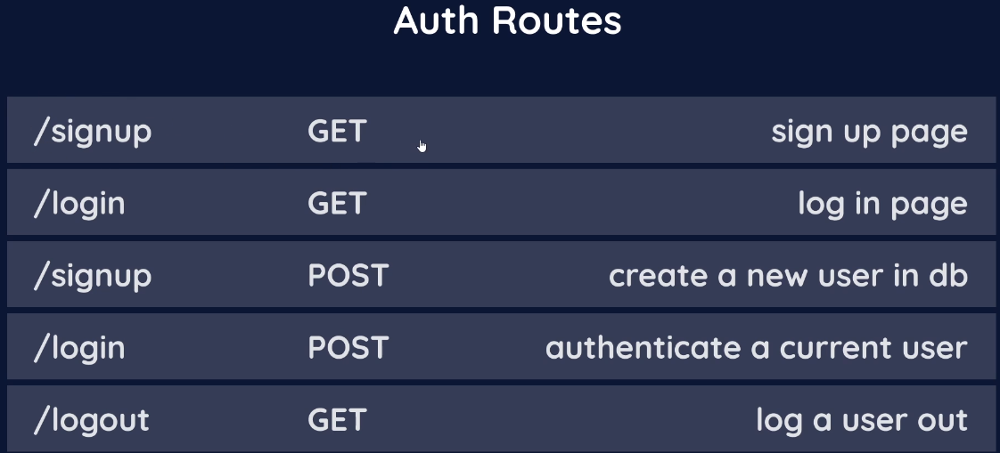 Auth Routes
/signup GET sign up page
/login GET log in page
/signup POST create a new user in db
/login POST authenticate a current user
/logout GET log a user out